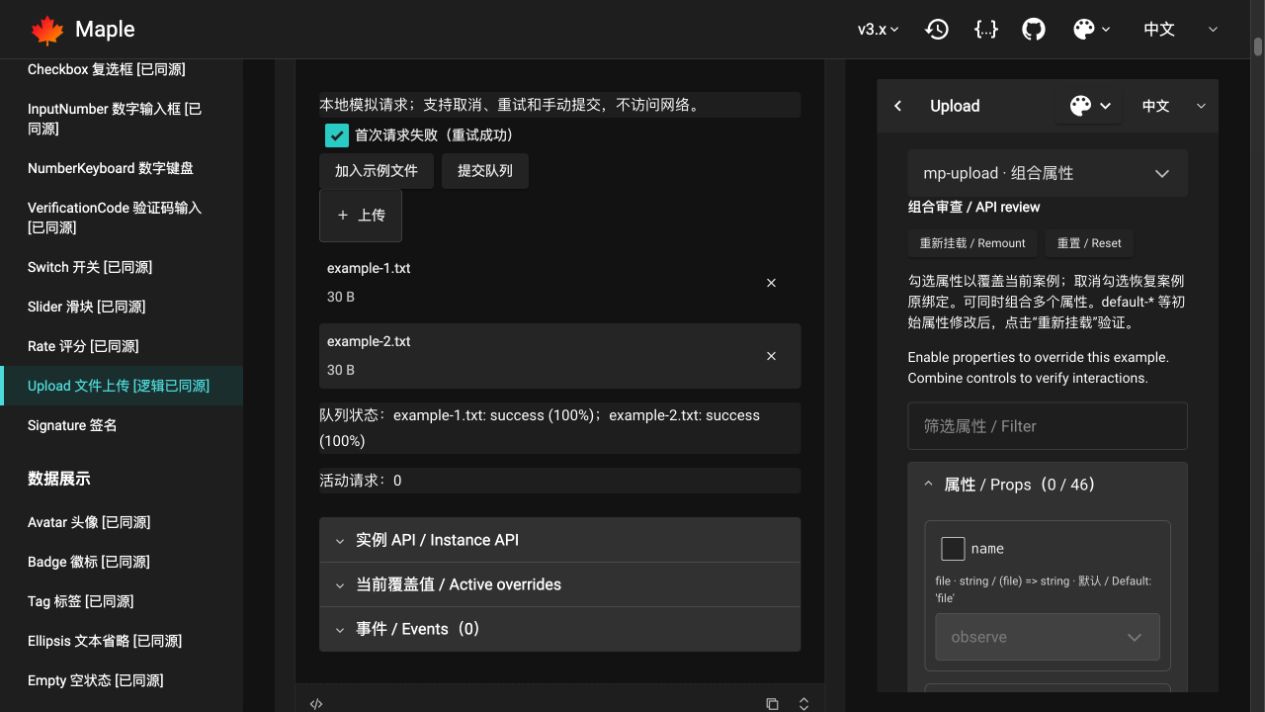 Maple
v3.x
中文
Checkbox 复选框 [已同源]
InputNumber 数字输入框 [已
同源]
NumberKeyboard 数字键盘
VerificationCode 验证码输入
[已同源]
Switch 开关 [已同源]
Slider 滑块 [已同源]
Rate 评分 [已同源]
Upload 文件上传 [逻辑已同源]
Signature 签名
数据展示
Avatar 头像 [已同源]
Badge 徽标 [已同源]
Tag 标签 [已同源]
Ellipsis 文本省略 [已同源]
Empty 空状态 [已同源]
本地模拟请求；支持取消、重试和手动提交，不访问网络。
首次请求失败（重试成功）
加入示例文件
提交队列
+ 上传
example-1.txt
30 B
example-2.txt
30 B
队列状态：example-1.txt: success (100%)；example-2.txt: success
(100%)
活动请求：0
实例 API / Instance API
当前覆盖值 / Active overrides
事件 / Events（0）
Upload
中文
mp-upload · 组合属性
组合审查 / API review
重新挂载 / Remount
重置 / Reset
勾选属性以覆盖当前案例；取消勾选恢复案例
原绑定。可同时组合多个属性。default-* 等初
始属性修改后，点击“重新挂载”验证。
Enable properties to override this example.
Combine controls to verify interactions.
筛选属性 / Filter
属性 / Props（0 / 46）
name
file · string / (file) => string · 默认 / Default:
'file'
observe